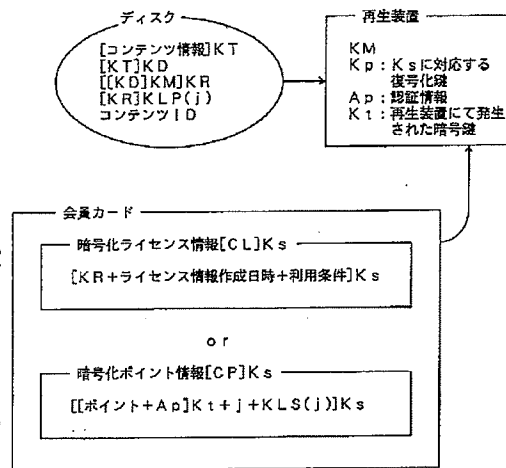 ディスク
[コンテンツ情報]KT
[KT]KD
[[KD]KM]KR
[KR]KLP(j)
コンテンツID
再生装置
KM
Kp:Ksに対応する
復号化鍵
Ap:認証情報
Kt:再生装置にて発生
された暗号鍵
会員カード
暗号化ライセンス情報[CL]Ks
[KR+ライセンス情報作成日時+利用条件]Ks
or
暗号化ポイント情報[CP]Ks
[[ポイント+Ap]Kt+j+KLS(j)]Ks